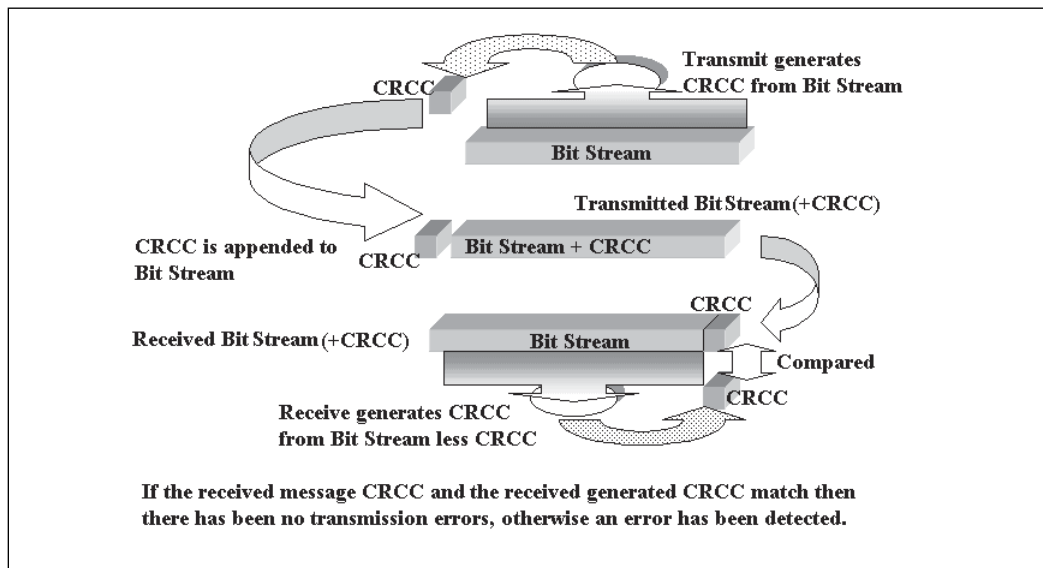 Transmit generates
CRCC from Bit Stream
CRCC
Bit Stream
Transmitted Bit Stream (+CRCC)
CRCC is appended to
Bit Stream
CRCC
Bit Stream + CRCC
CRCC
Received Bit Stream (+CRCC)
Bit Stream
Compared
CRCC
Receive generates CRCC
from Bit Stream less CRCC
If the received message CRCC and the received generated CRCC match then
there has been no transmission errors, otherwise an error has been detected.